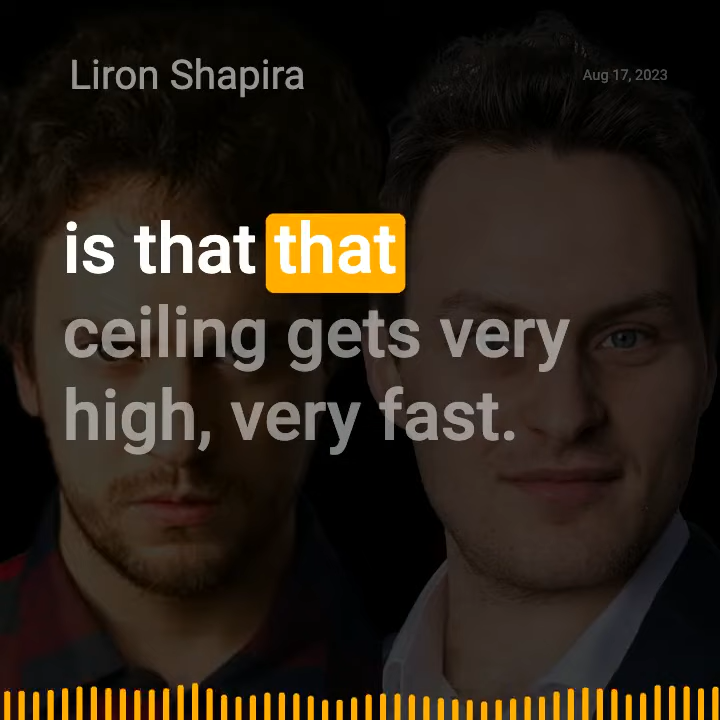 Liron Shapira
Aug 17, 2023
is that that
ceiling gets very
high, very fast.